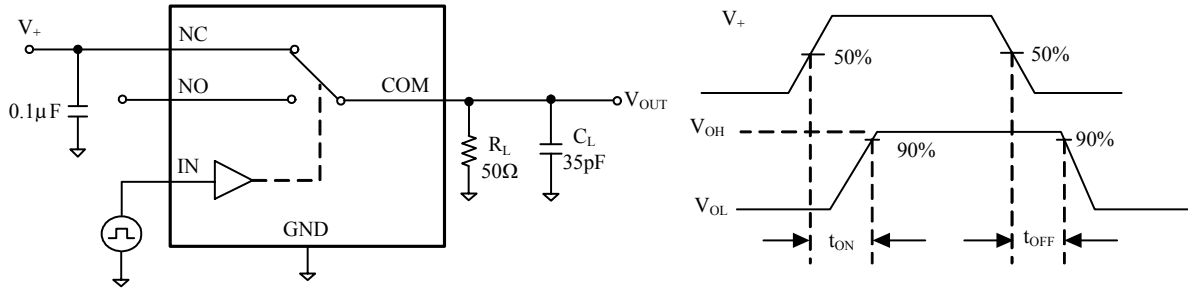 V+
NC
NO
COM
0.1µF
VOUT
RL
50Ω
CL
35pF
IN
GND
V+
50%
50%
VOH
90%
90%
VOL
tON
tOFF